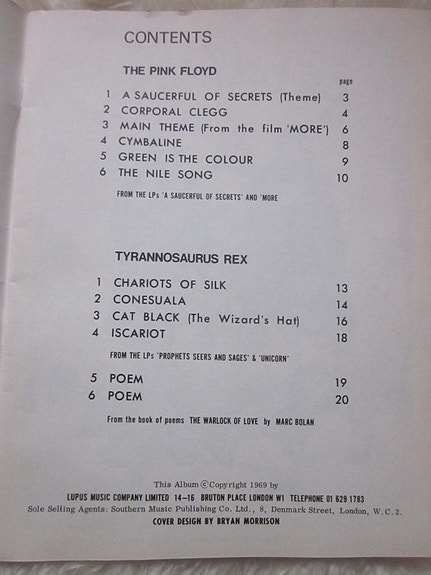 CONTENTS
THE PINK FLOYD
page
1 A SAUCERFUL OF SECRETS (Theme) 3
2 CORPORAL CLEGG 4
3 MAIN THEME (From the film 'MORE') 6
4 CYMBALINE 8
5 GREEN IS THE COLOUR 9
6 THE NILE SONG 10
FROM THE LPs 'A SAUCERFUL OF SECRETS' AND 'MORE
TYRANNOSAURUS REX
1 CHARIOTS OF SILK 13
2 CONESUALA 14
3 CAT BLACK (The Wizard's Hat) 16
4 ISCARIOT 18
FROM THE LPs 'PROPHETS SEERS AND SAGES' & 'UNICORN'
5 POEM 19
6 POEM 20
From the book of poems THE WARLOCK OF LOVE by MARC BOLAN
This Album © Copyright 1969 by
LUPUS MUSIC COMPANY LIMITED 14-16 BRUTON PLACE LONDON W1 TELEPHONE 01 629 1783
Sole Selling Agents: Southern Music Publishing Co. Ltd., 8, Denmark Street, London, W.C.2.
COVER DESIGN BY BRYAN MORRISON